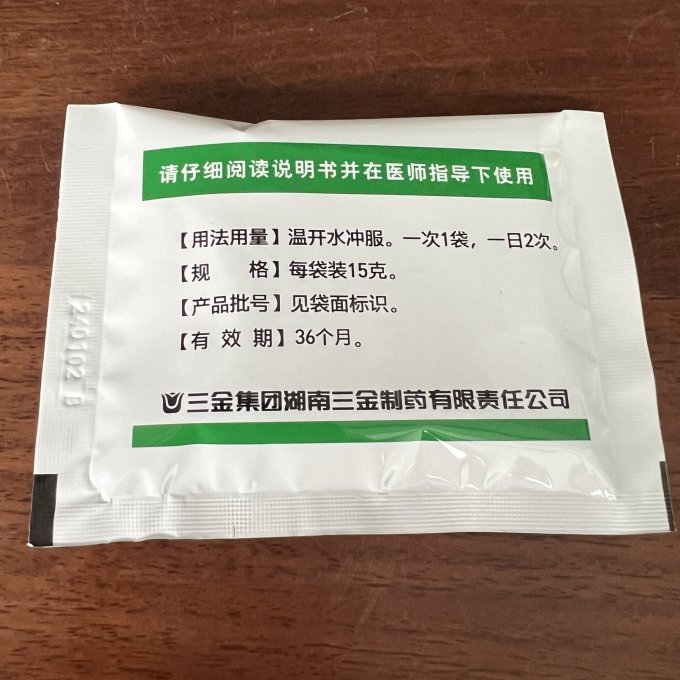 请仔细阅读说明书并在医师指导下使用
【用法用量】温开水冲服。一次1袋，一日2次。
【规 格】每袋装15克。
【产品批号】见袋面标识。
【有 效 期】36个月。
三金集团湖南三金制药有限责任公司